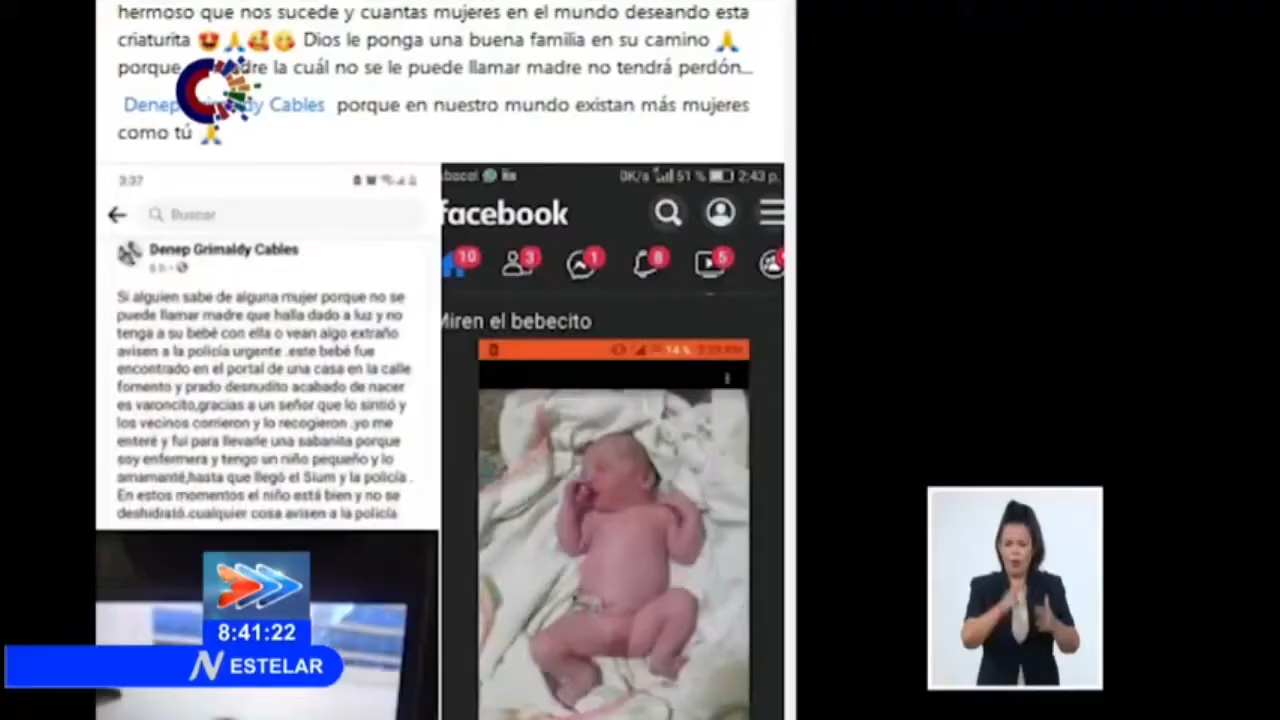 hermoso que nos sucede y cuantas mujeres en el mundo deseando esta
criaturita 😍🙏🥰😋 Dios le ponga una buena familia en su camino 🙏
porque dre la cuál no se le puede llamar madre no tendrá perdón...
Denep Grimaldy Cables porque en nuestro mundo existan más mujeres
como tú 🙏
3:37
Buscar
Denep Grimaldy Cables
6 h
Si alguien sabe de alguna mujer porque no se
puede llamar madre que halla dado a luz y no
tenga a su bebé con ella o vean algo extraño
avisen a la policía urgente .este bebé fue
encontrado en el portal de una casa en la calle
fomento y prado desnudito acabado de nacer
es varoncito,gracias a un señor que lo sintió y
los vecinos corrieron y lo recogieron .yo me
enteré y fui para llevarle una sabanita porque
soy enfermera y tengo un niño pequeño y lo
amamanté,hasta que llegó el Sium y la policía .
En estos momentos el niño está bien y no se
deshidrató.cualquier cosa avisen a la policía
bacel 0K/s 51 % 2:43 p.
facebook
10 3 1 8 5
Miren el bebecito
14 %
8:41:22
N ESTELAR